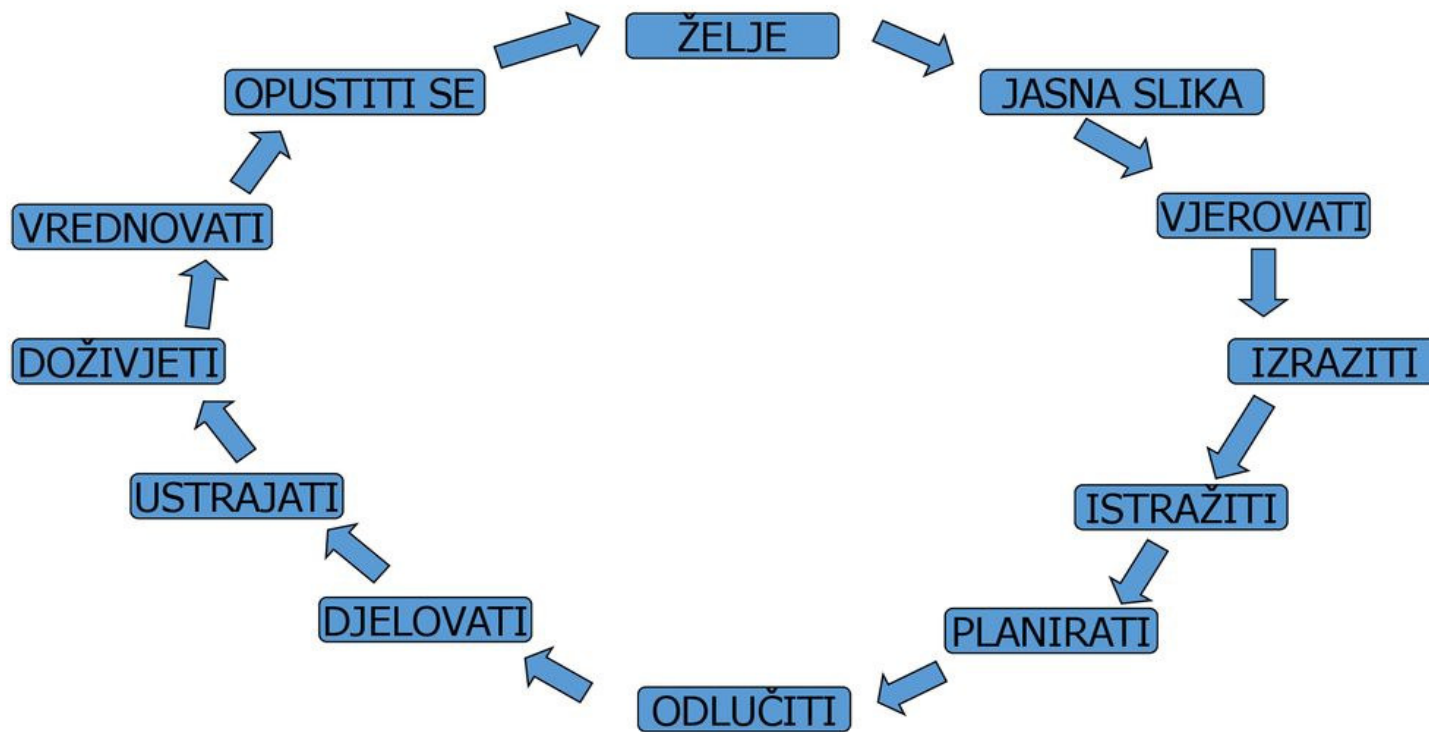 ŽELJE
JASNA SLIKA
VJEROVATI
IZRAZITI
ISTRAŽITI
PLANIRATI
ODLUČITI
DJELOVATI
USTRAJATI
DOŽIVJETI
VREDNOVATI
OPUSTITI SE